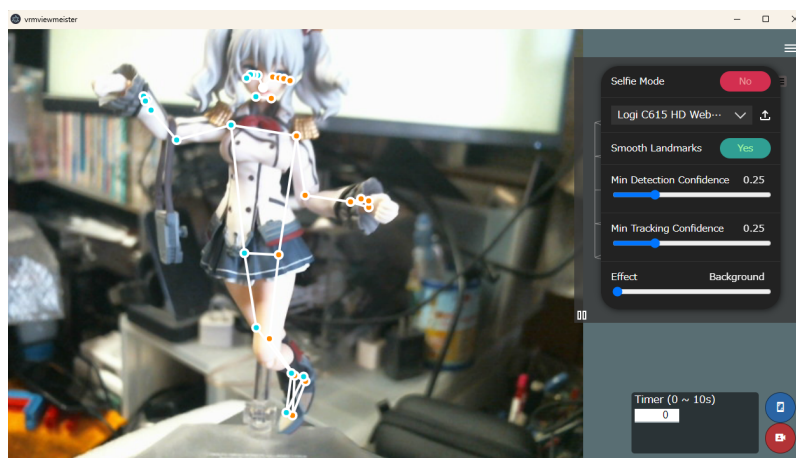 vrmviewmeister
Selfie Mode No
Logi C615 HD Web···
Smooth Landmarks Yes
Min Detection Confidence 0.25
Min Tracking Confidence 0.25
Effect Background
Timer (0 ~ 10s)
0